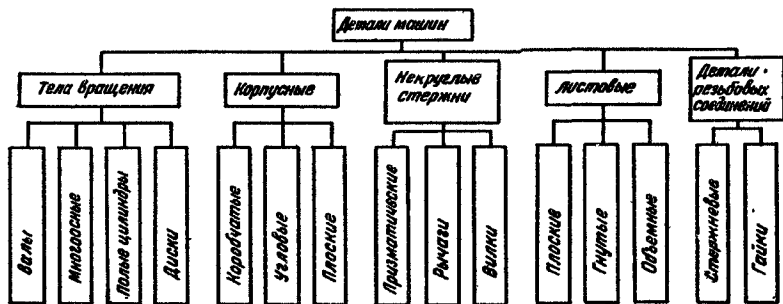 Детали машин
Тела вращения
Корпусные
Некруглые
стержни
Листовые
Детали
резьбовых
соединений
Валы
Многоосные
Полые цилиндры
Диски
Коробчатые
Угловые
Плоские
Призматические
Рычаги
Вилки
Плоские
Гнутые
Объемные
Стержневые
Гайки